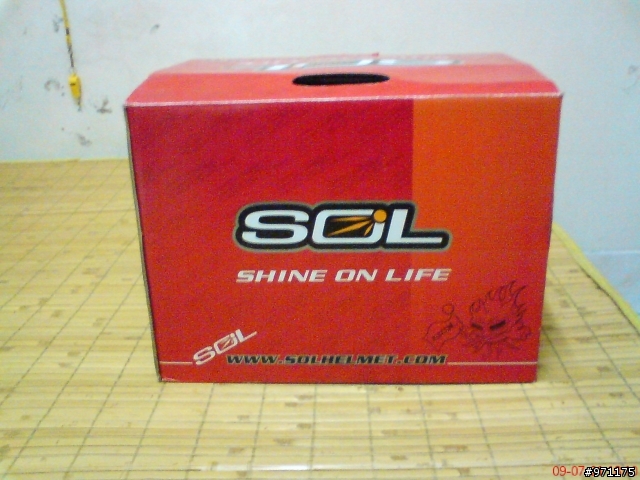 SOL
SHINE ON LIFE
SOL
WWW.SOLHELMET.COM
09-07
#971175